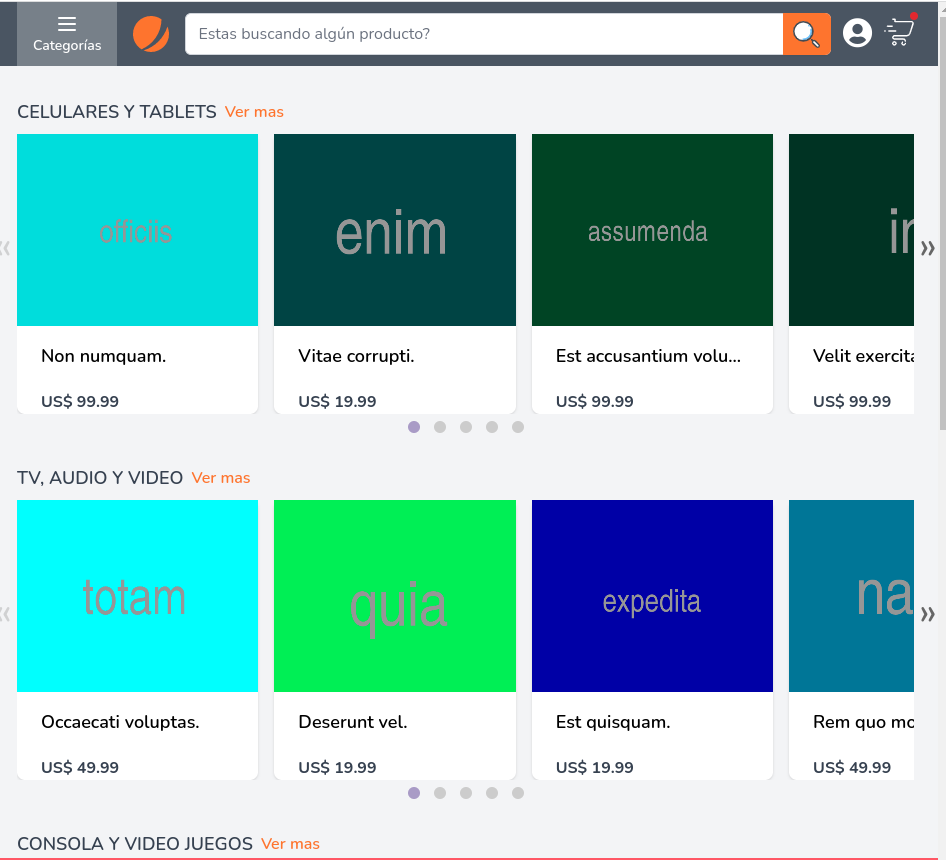 Categorías
Estas buscando algún producto?
CELULARES Y TABLETS Ver mas
officiis
enim
assumenda
Non numquam.
Vitae corrupti.
Est accusantium volu...
Velit exercita
US$ 99.99
US$ 19.99
US$ 99.99
US$ 99.99
TV, AUDIO Y VIDEO Ver mas
totam
quia
expedita
na
Occaecati voluptas.
Deserunt vel.
Est quisquam.
Rem quo mo
US$ 49.99
US$ 19.99
US$ 19.99
US$ 49.99
CONSOLA Y VIDEO JUEGOS Ver mas